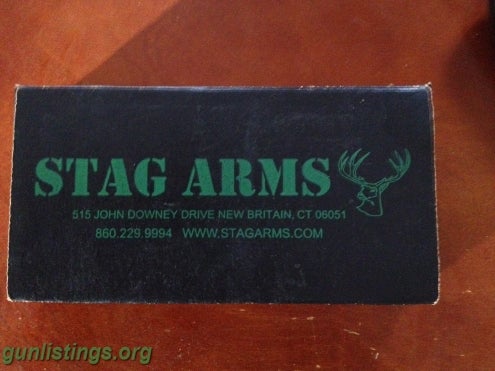 STAG ARMS
515 JOHN DOWNEY DRIVE NEW BRITAIN, CT 06051
860.229.9994 WWW.STAGARMS.COM
gunlistings.org